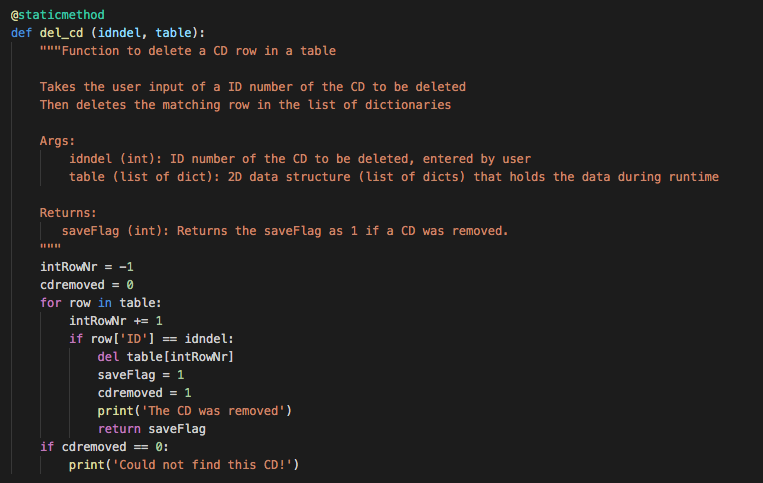 @staticmethod
def del_cd (idndel, table):
    """Function to delete a CD row in a table

    Takes the user input of a ID number of the CD to be deleted
    Then deletes the matching row in the list of dictionaries

    Args:
        idndel (int): ID number of the CD to be deleted, entered by user
        table (list of dict): 2D data structure (list of dicts) that holds the data during runtime

    Returns:
       saveFlag (int): Returns the saveFlag as 1 if a CD was removed.
    """
    intRowNr = -1
    cdremoved = 0
    for row in table:
        intRowNr += 1
        if row['ID'] == idndel:
            del table[intRowNr]
            saveFlag = 1
            cdremoved = 1
            print('The CD was removed')
            return saveFlag
    if cdremoved == 0:
        print('Could not find this CD!')